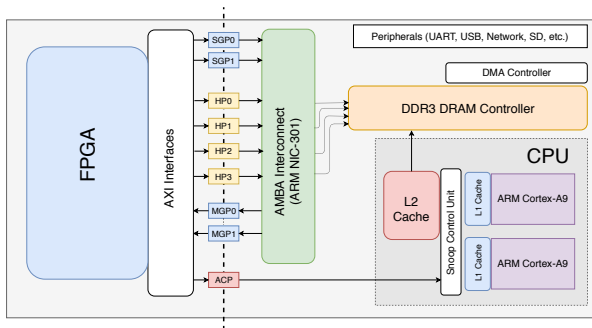 FPGA
AXI Interfaces
SGP0
SGP1
HP0
HP1
HP2
HP3
MGP0
MGP1
ACP
AMBA Interconnect
(ARM NIC-301)
Peripherals (UART, USB, Network, SD, etc.)
DMA Controller
DDR3 DRAM Controller
CPU
L2
Cache
Snoop Control Unit
L1 Cache
ARM Cortex-A9
L1 Cache
ARM Cortex-A9